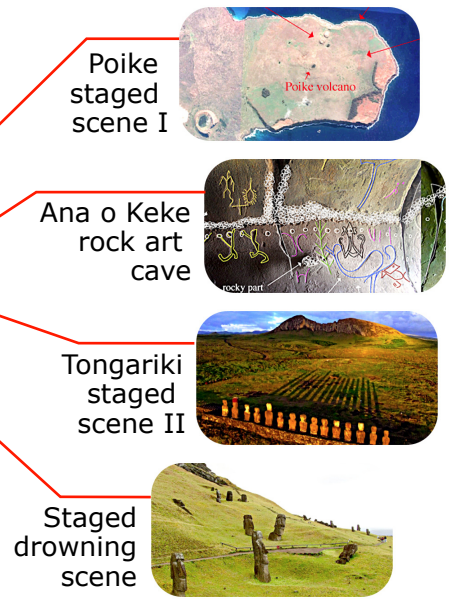 Poike
staged
scene I
Poike volcano
Ana o Keke
rock art
cave
rocky part
Tongariki
staged
scene II
Staged
drowning
scene